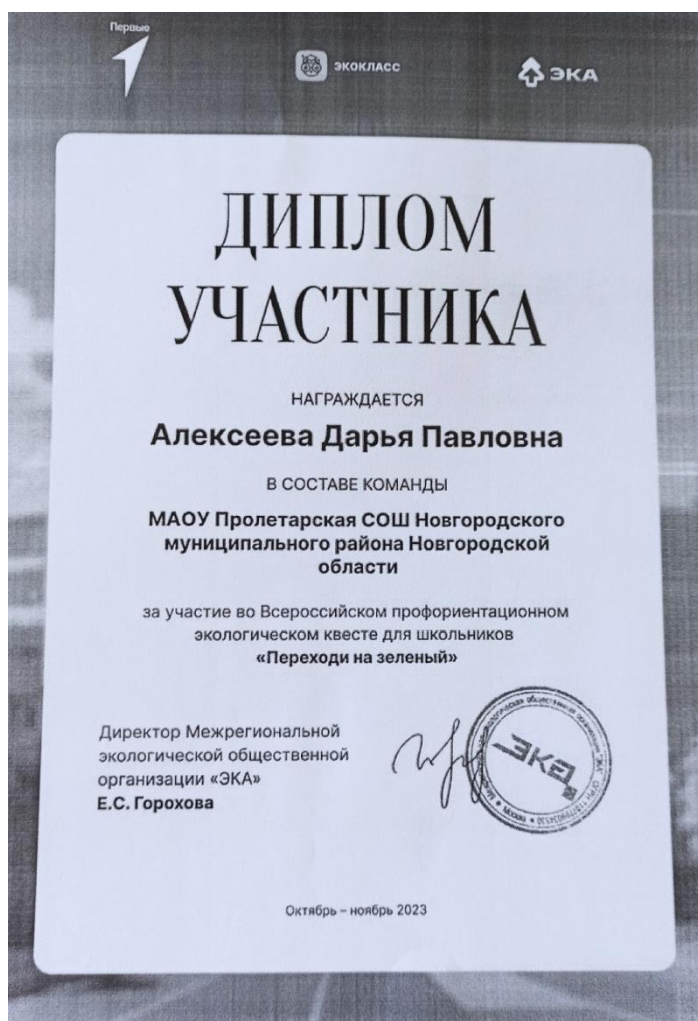 Первые
ЭКОКЛАСС
ЭКА
ДИПЛОМ
УЧАСТНИКА
НАГРАЖДАЕТСЯ
Алексеева Дарья Павловна
В СОСТАВЕ КОМАНДЫ
МАОУ Пролетарская СОШ Новгородского
муниципального района Новгородской
области
за участие во Всероссийском профориентационном
экологическом квесте для школьников
«Переходи на зеленый»
Директор Межрегиональной
экологической общественной
организации «ЭКА»
Е.С. Горохова
ЭКА
Октябрь – ноябрь 2023